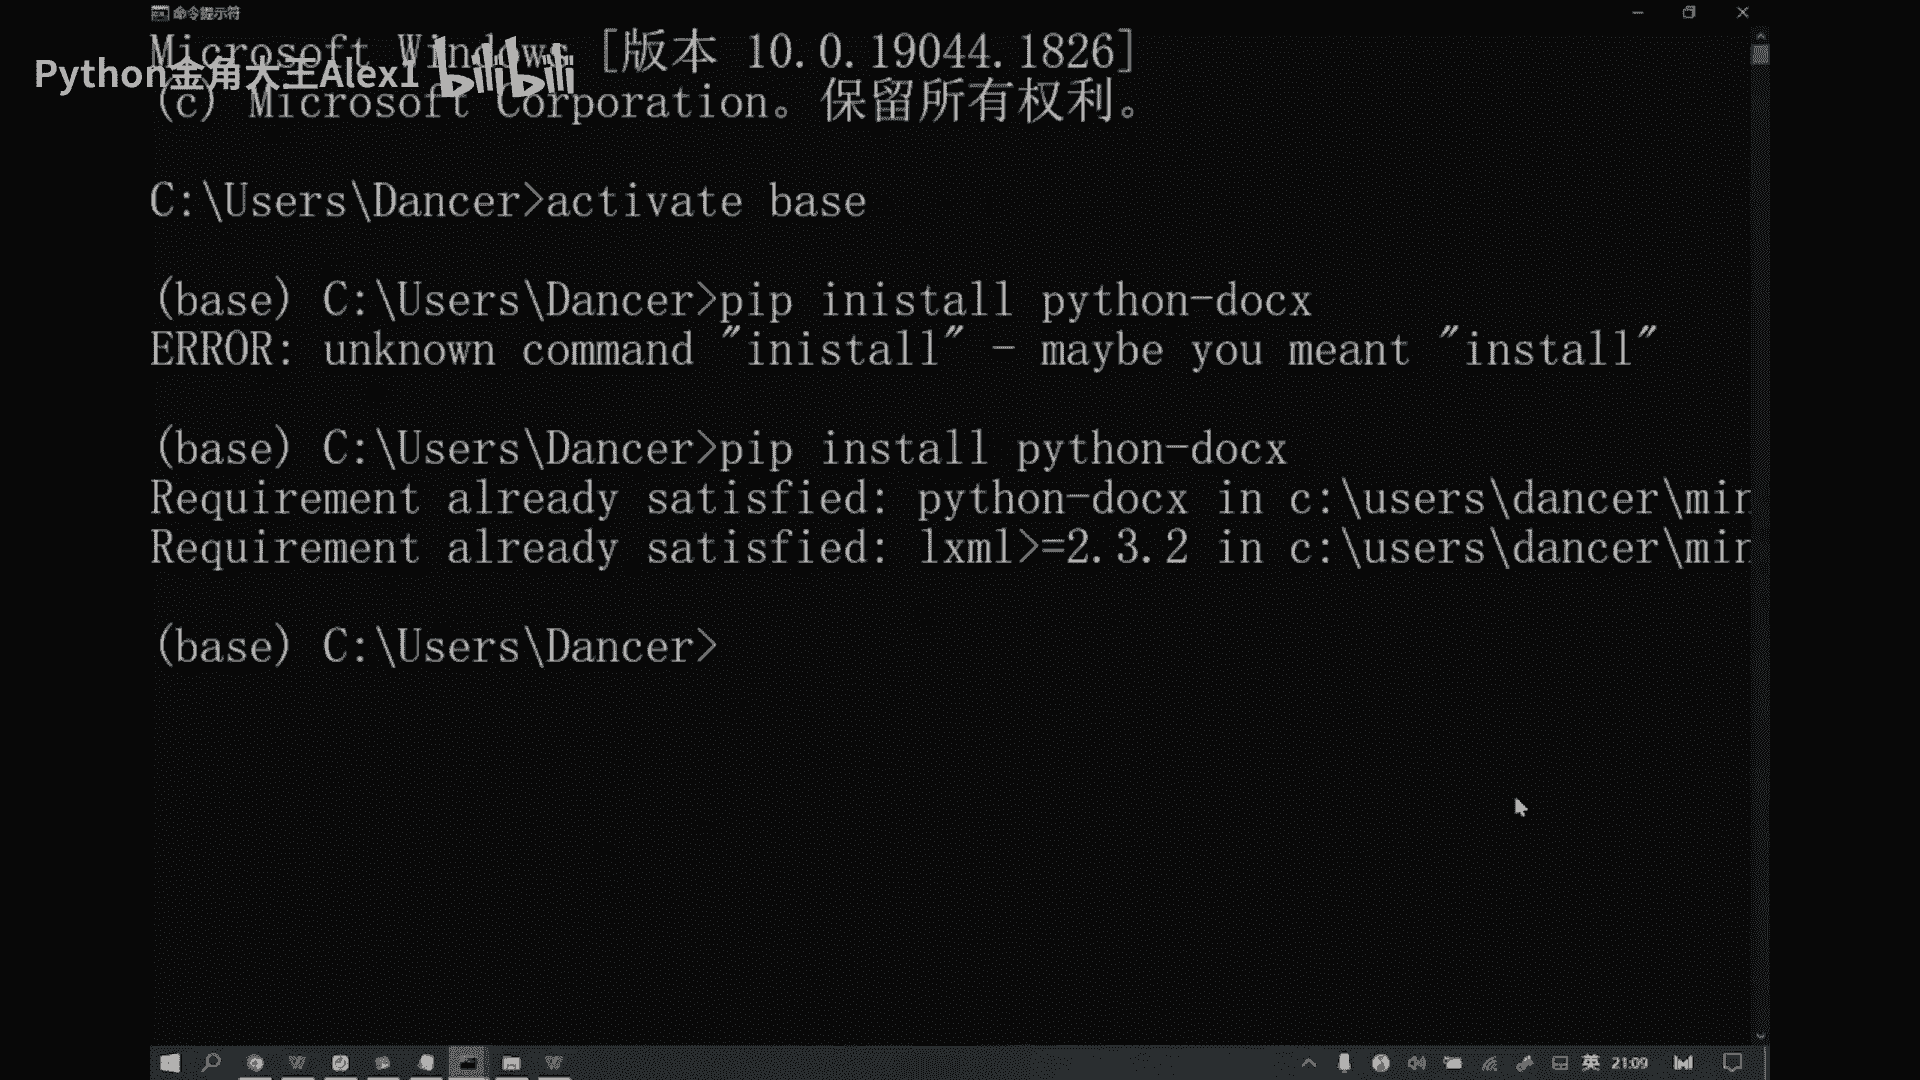 命令提示符
Microsoft Windows [版本 10.0.19044.1826]
Python金角大王Alex1 bilibili
(c) Microsoft Corporation。保留所有权利。
C:\Users\Dancer>activate base
(base) C:\Users\Dancer>pip inistall python-docx
ERROR: unknown command "inistall" - maybe you meant "install"
(base) C:\Users\Dancer>pip install python-docx
Requirement already satisfied: python-docx in c:\users\dancer\min
Requirement already satisfied: lxml>=2.3.2 in c:\users\dancer\min
(base) C:\Users\Dancer>
英 21:09